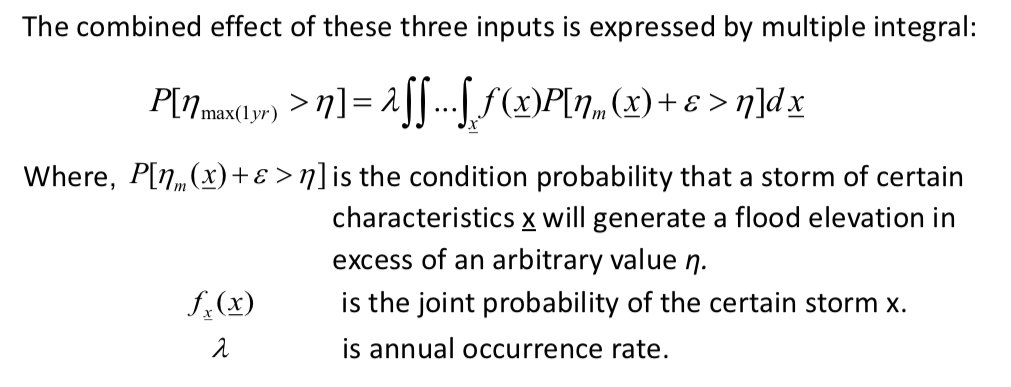 The combined effect of these three inputs is expressed by multiple integral:
P[η_max(1yr) > η] = λ∬...∫_x̲ f(x̲)P[η_m(x̲) + ε > η]dx̲
Where, P[η_m(x̲) + ε > η] is the condition probability that a storm of certain
characteristics x̲ will generate a flood elevation in
excess of an arbitrary value η.
f_x̲(x̲) is the joint probability of the certain storm x.
λ is annual occurrence rate.